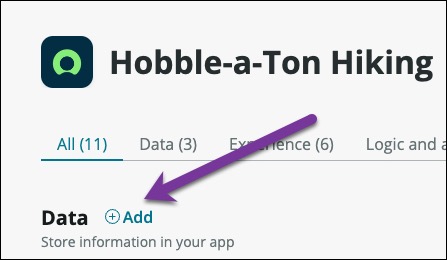 Hobble-a-Ton Hiking
All (11) Data (3) Experience (6) Logic and a
Data Add
Store information in your app